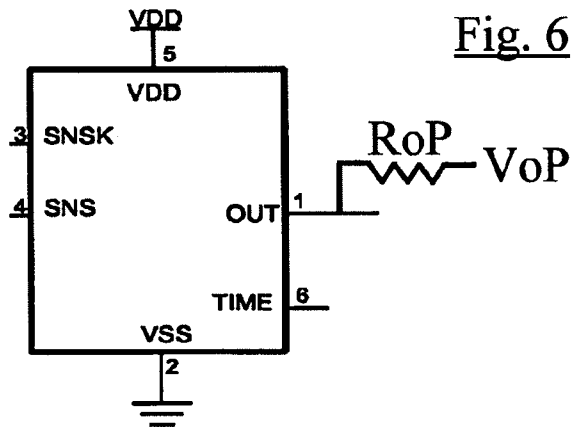 VDD
Fig. 6
5
VDD
3 SNSK
RoP
VoP
4 SNS
1
OUT
6
TIME
VSS
2